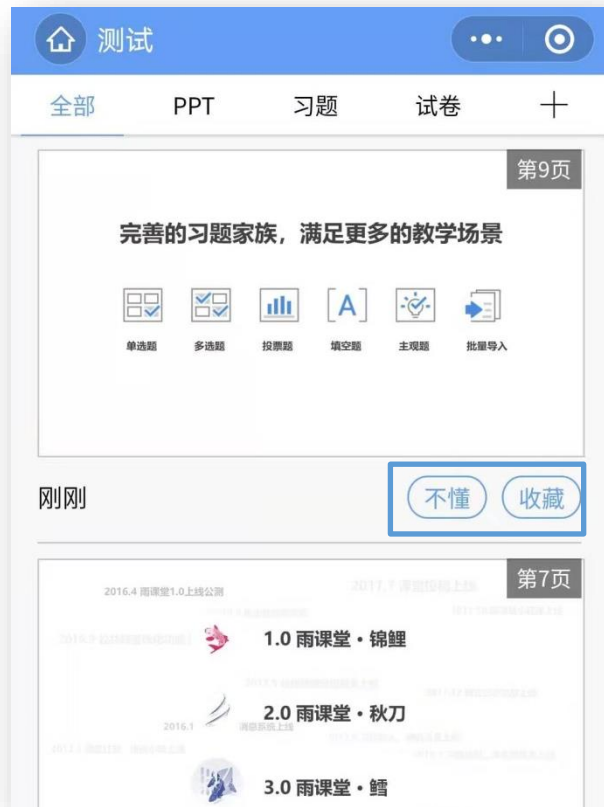 测试
全部 PPT 习题 试卷
第9页
完善的习题家族，满足更多的教学场景
A
单选题 多选题 投票题 填空题 主观题 批量导入
刚刚 不懂 收藏
第7页
2016.4 雨课堂1.0上线公测
1.0 雨课堂·锦鲤
2.0 雨课堂·秋刀
2016.1
3.0 雨课堂·鳕